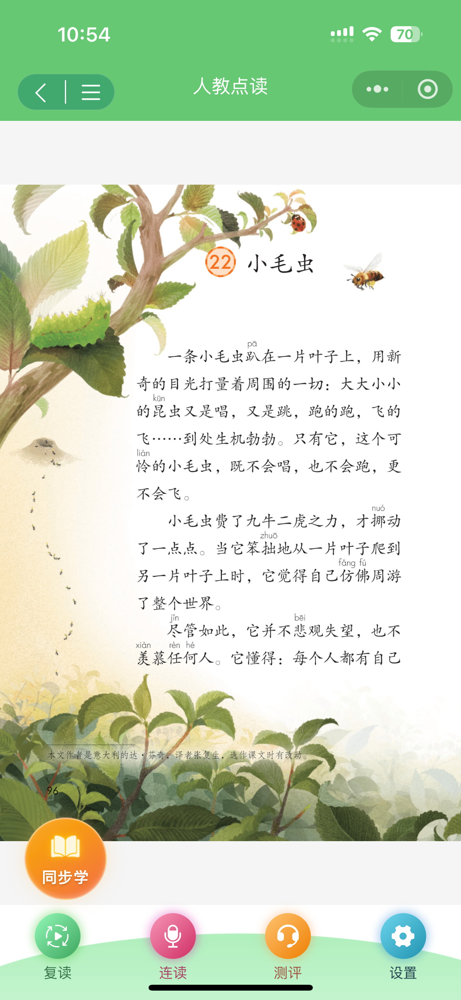 10:54
70
人教点读
22 小毛虫
pā
一条小毛虫趴在一片叶子上，用新
奇的目光打量着周围的一切：大大小小
kūn
的昆虫又是唱，又是跳，跑的跑，飞的
飞……到处生机勃勃。只有它，这个可
lián
怜的小毛虫，既不会唱，也不会跑，更
不会飞。
nuó
小毛虫费了九牛二虎之力，才挪动
zhuō
了一点点。当它笨拙地从一片叶子爬到
fǎng fú
另一片叶子上时，它觉得自己仿佛周游
了整个世界。
jǐn bēi
尽管如此，它并不悲观失望，也不
xiàn rèn hé
羡慕任何人。它懂得：每个人都有自己
本文作者是意大利的达·芬奇，译者张复生，选作课文时有改动。
96
同步学
复读 连读 测评 设置